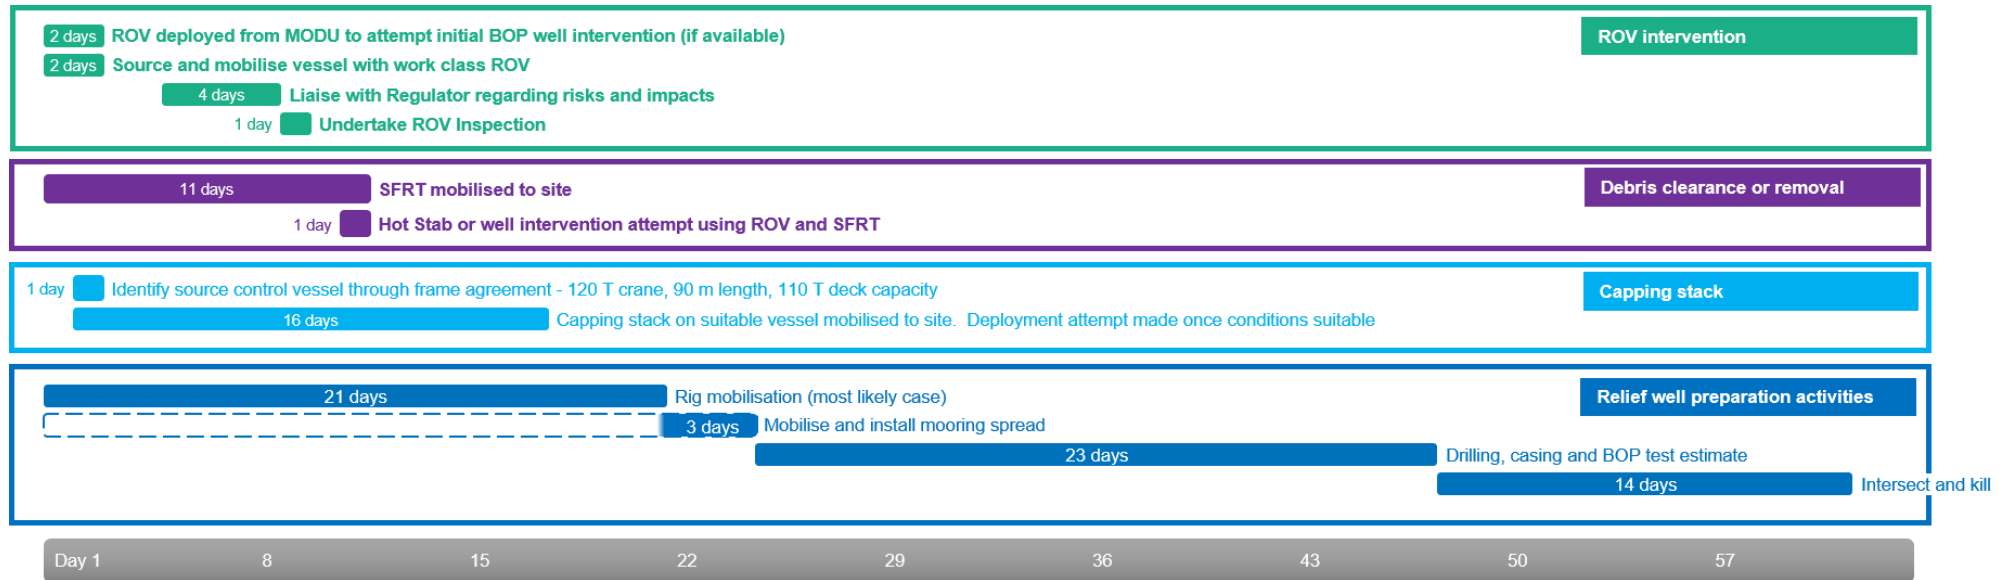 2 days ROV deployed from MODU to attempt initial BOP well intervention (if available)
ROV intervention
2 days Source and mobilise vessel with work class ROV
4 days Liaise with Regulator regarding risks and impacts
1 day Undertake ROV Inspection
11 days SFRT mobilised to site
Debris clearance or removal
1 day Hot Stab or well intervention attempt using ROV and SFRT
1 day Identify source control vessel through frame agreement - 120 T crane, 90 m length, 110 T deck capacity
Capping stack
16 days Capping stack on suitable vessel mobilised to site. Deployment attempt made once conditions suitable
21 days Rig mobilisation (most likely case)
Relief well preparation activities
3 days Mobilise and install mooring spread
23 days Drilling, casing and BOP test estimate
14 days Intersect and kill
Day 1 8 15 22 29 36 43 50 57